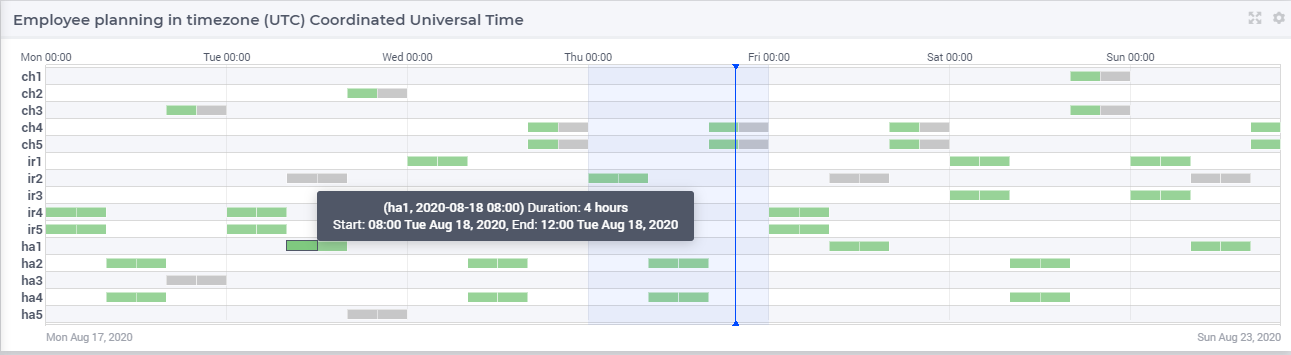 Employee planning in timezone (UTC) Coordinated Universal Time
Mon 00:00 Tue 00:00 Wed 00:00 Thu 00:00 Fri 00:00 Sat 00:00 Sun 00:00
ch1
ch2
ch3
ch4
ch5
ir1
ir2
ir3
(ha1, 2020-08-18 08:00) Duration: 4 hours
ir4
Start: 08:00 Tue Aug 18, 2020, End: 12:00 Tue Aug 18, 2020
ir5
ha1
ha2
ha3
ha4
ha5
Mon Aug 17, 2020 Sun Aug 23, 2020